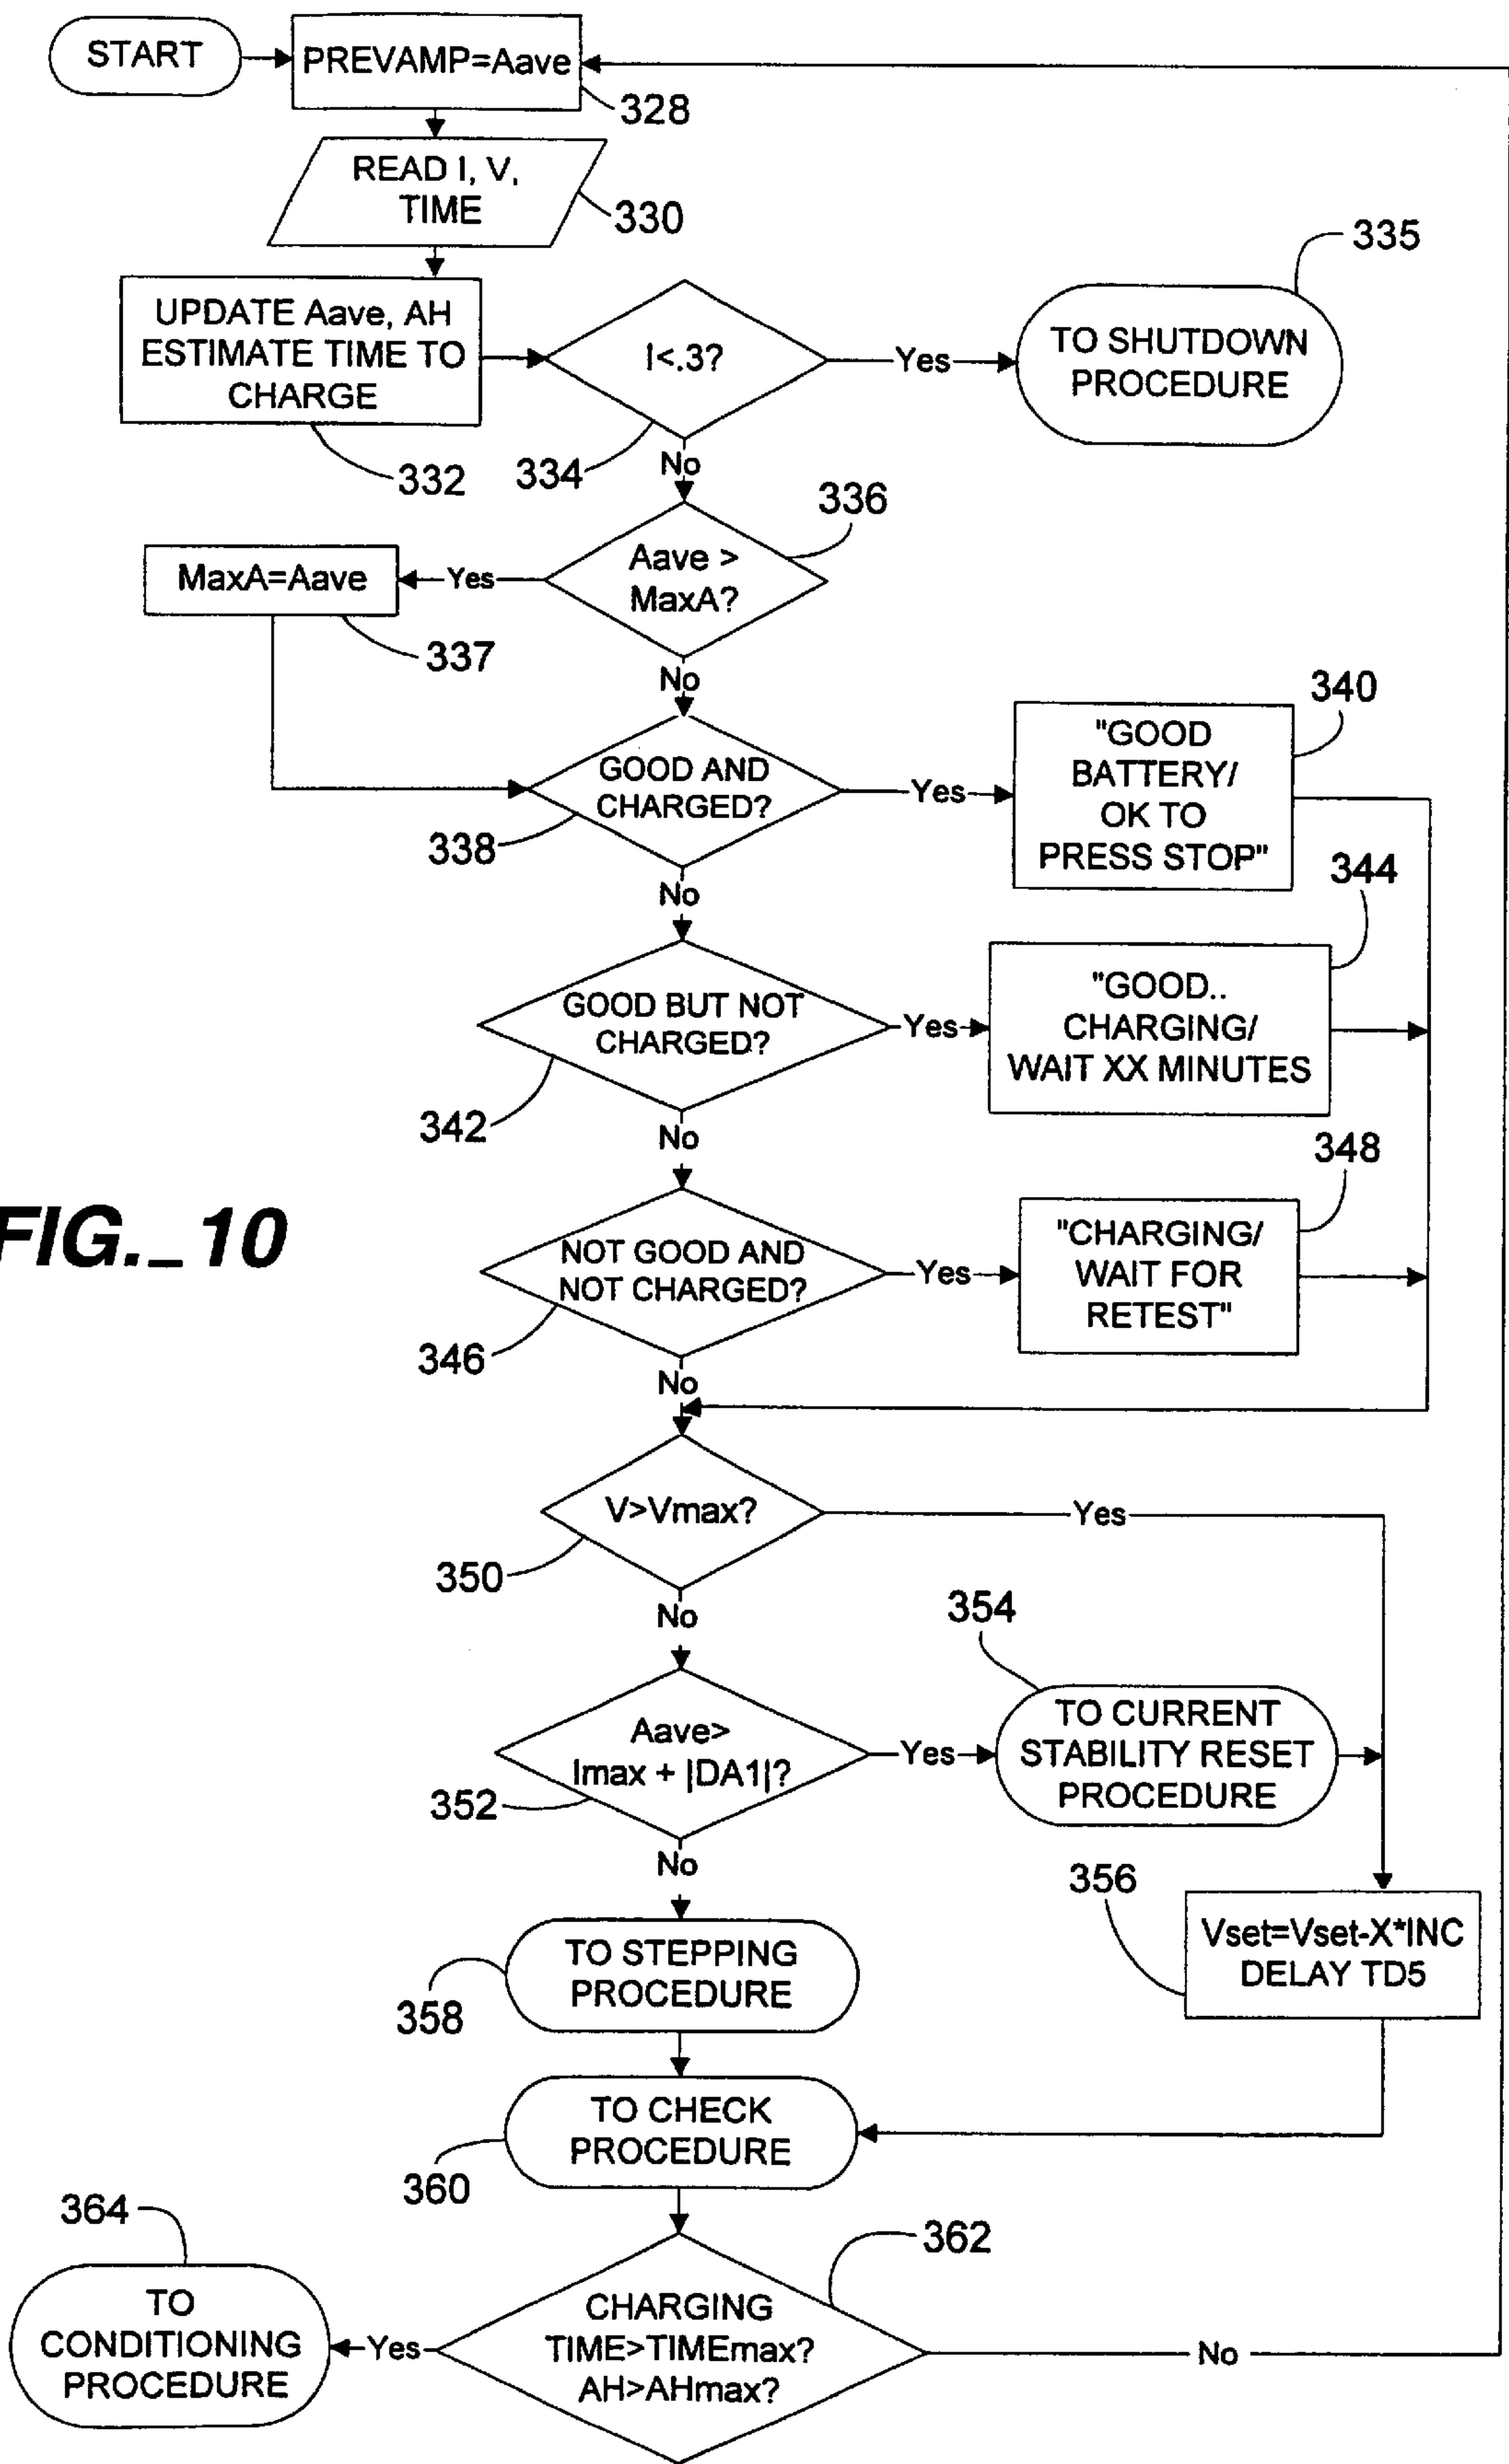 START
PREVAMP=Aave
328
READ I, V,
TIME
330
335
UPDATE Aave, AH
ESTIMATE TIME TO
CHARGE
332
I<.3?
334
Yes
TO SHUTDOWN
PROCEDURE
No
336
Aave >
MaxA?
Yes
MaxA=Aave
337
No
340
GOOD AND
CHARGED?
338
Yes
"GOOD
BATTERY/
OK TO
PRESS STOP"
No
344
GOOD BUT NOT
CHARGED?
342
Yes
"GOOD..
CHARGING/
WAIT XX MINUTES
No
348
FIG._10
NOT GOOD AND
NOT CHARGED?
346
Yes
"CHARGING/
WAIT FOR
RETEST"
No
V>Vmax?
350
Yes
No
354
Aave>
Imax + |DA1|?
352
Yes
TO CURRENT
STABILITY RESET
PROCEDURE
No
356
Vset=Vset-X*INC
DELAY TD5
TO STEPPING
PROCEDURE
358
TO CHECK
PROCEDURE
360
364
362
TO
CONDITIONING
PROCEDURE
Yes
CHARGING
TIME>TIMEmax?
AH>AHmax?
No